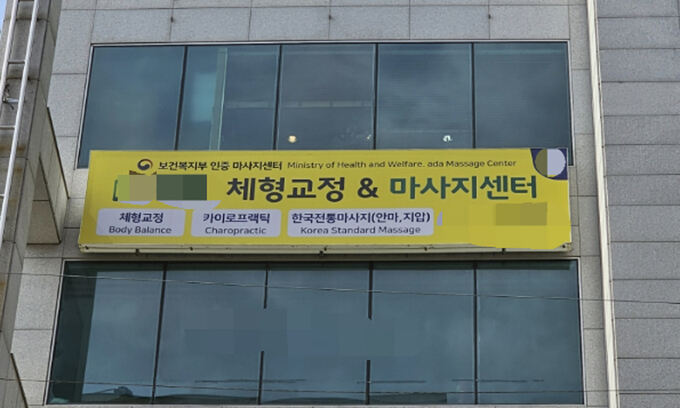 보건복지부 인증 마사지센터 Ministry of Health and Welfare. ada Massage Center
체형교정 & 마사지센터
체형교정 카이로프랙틱 한국전통마사지(안마,지압)
Body Balance Charopractic Korea Standard Massage